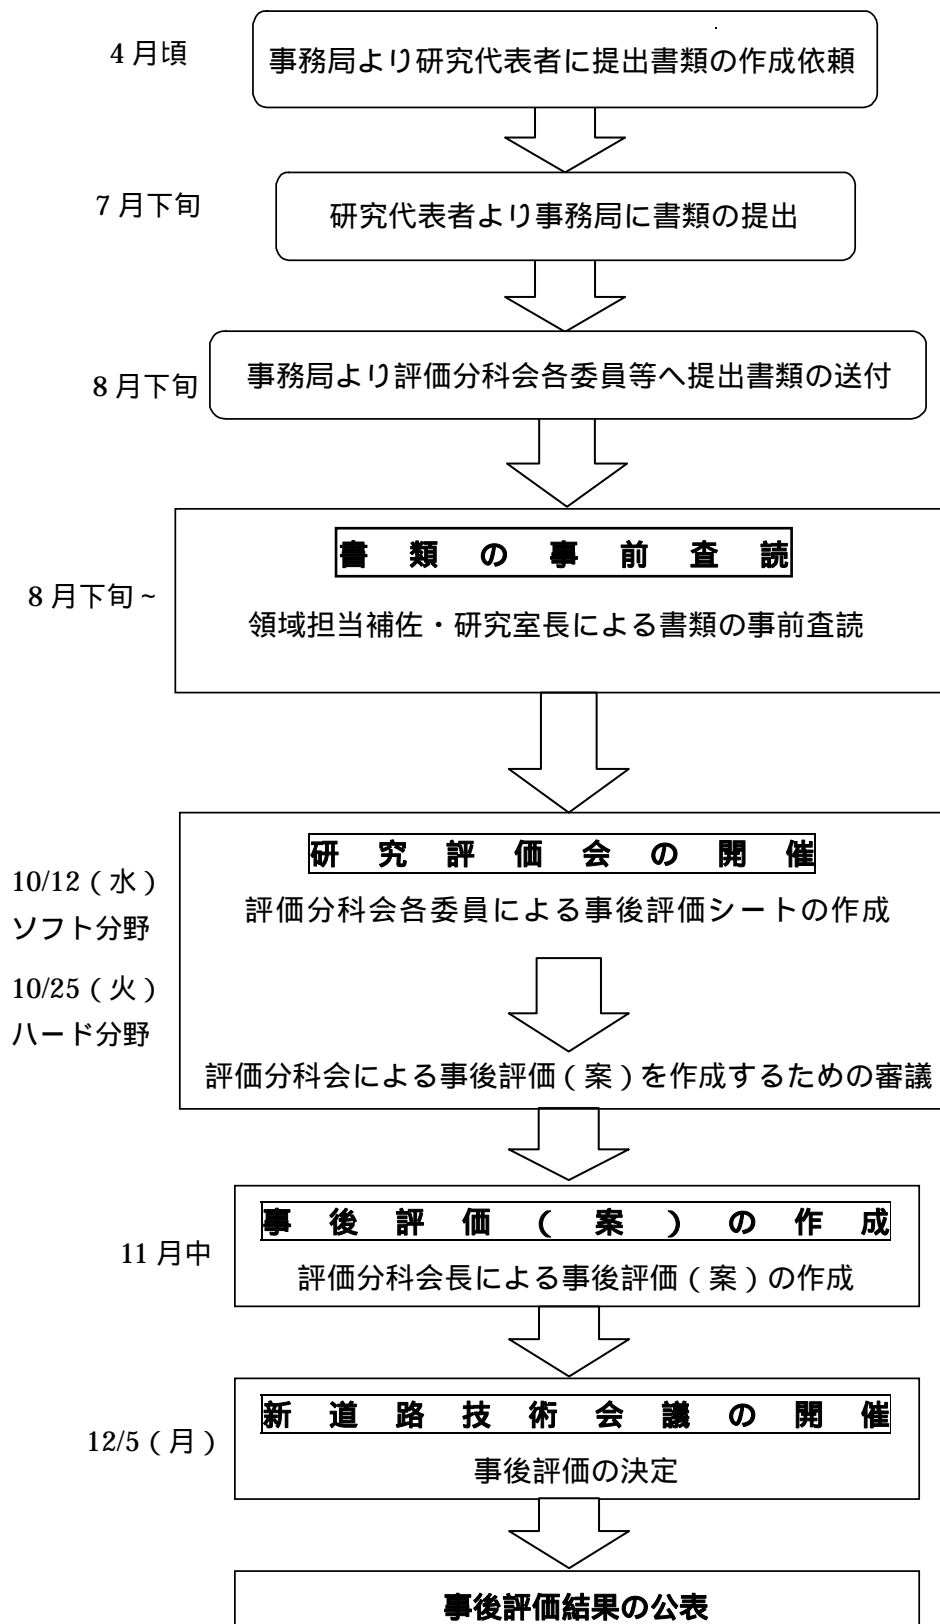 4月頃
事務局より研究代表者に提出書類の作成依頼
7月下旬
研究代表者より事務局に書類の提出
8月下旬
事務局より評価分科会各委員等へ提出書類の送付
書類の事前査読
8月下旬~
領域担当補佐・研究室長による書類の事前査読
研究評価会の開催
10/12(水)
ソフト分野
評価分科会各委員による事後評価シートの作成
10/25(火)
ハード分野
評価分科会による事後評価(案)を作成するための審議
事後評価(案)の作成
11月中
評価分科会長による事後評価(案)の作成
新道路技術会議の開催
12/5(月)
事後評価の決定
事後評価結果の公表